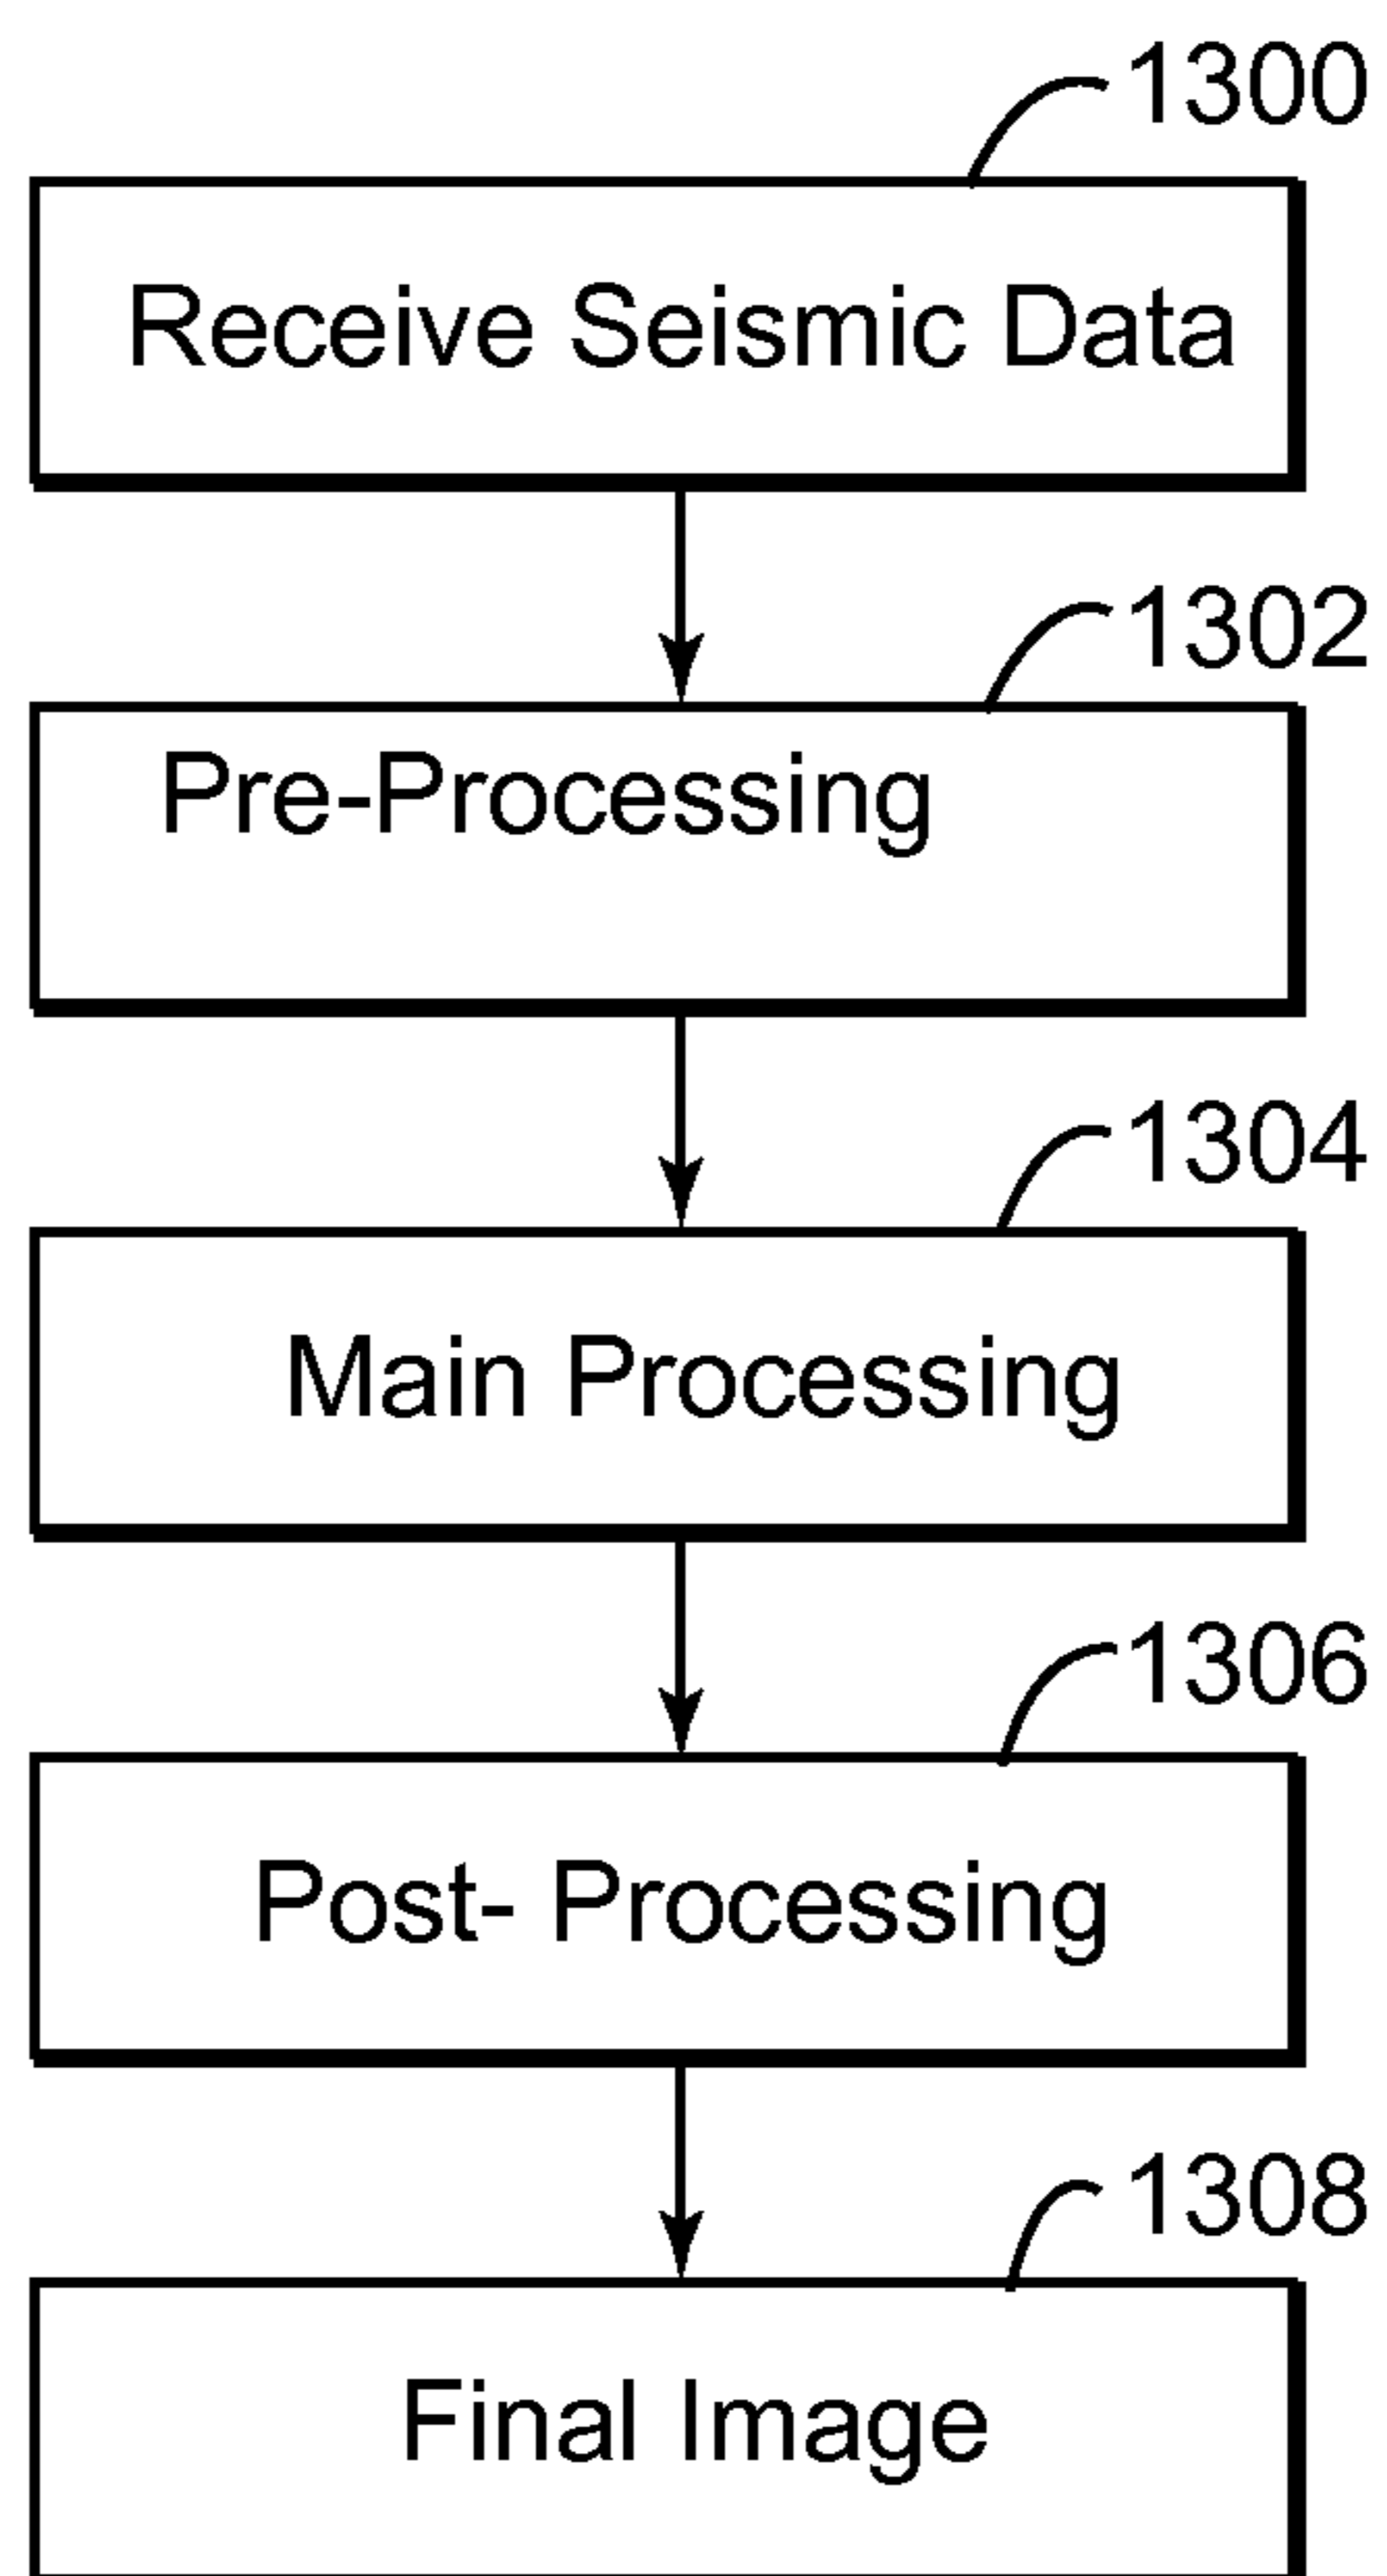 1300
Receive Seismic Data
1302
Pre-Processing
1304
Main Processing
1306
Post- Processing
1308
Final Image